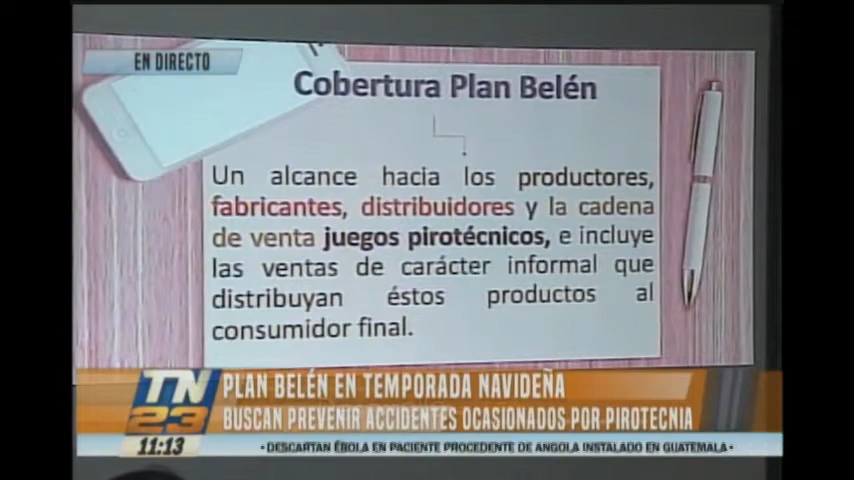 EN DIRECTO
Cobertura Plan Belén
Un alcance hacia los productores,
fabricantes, distribuidores y la cadena
de venta juegos pirotécnicos, e incluye
las ventas de carácter informal que
distribuyan éstos productos al
consumidor final.
TN
23
11:13
PLAN BELÉN EN TEMPORADA NAVIDEÑA
BUSCAN PREVENIR ACCIDENTES OCASIONADOS POR PIROTECNIA
•DESCARTAN ÉBOLA EN PACIENTE PROCEDENTE DE ANGOLA INSTALADO EN GUATEMALA•